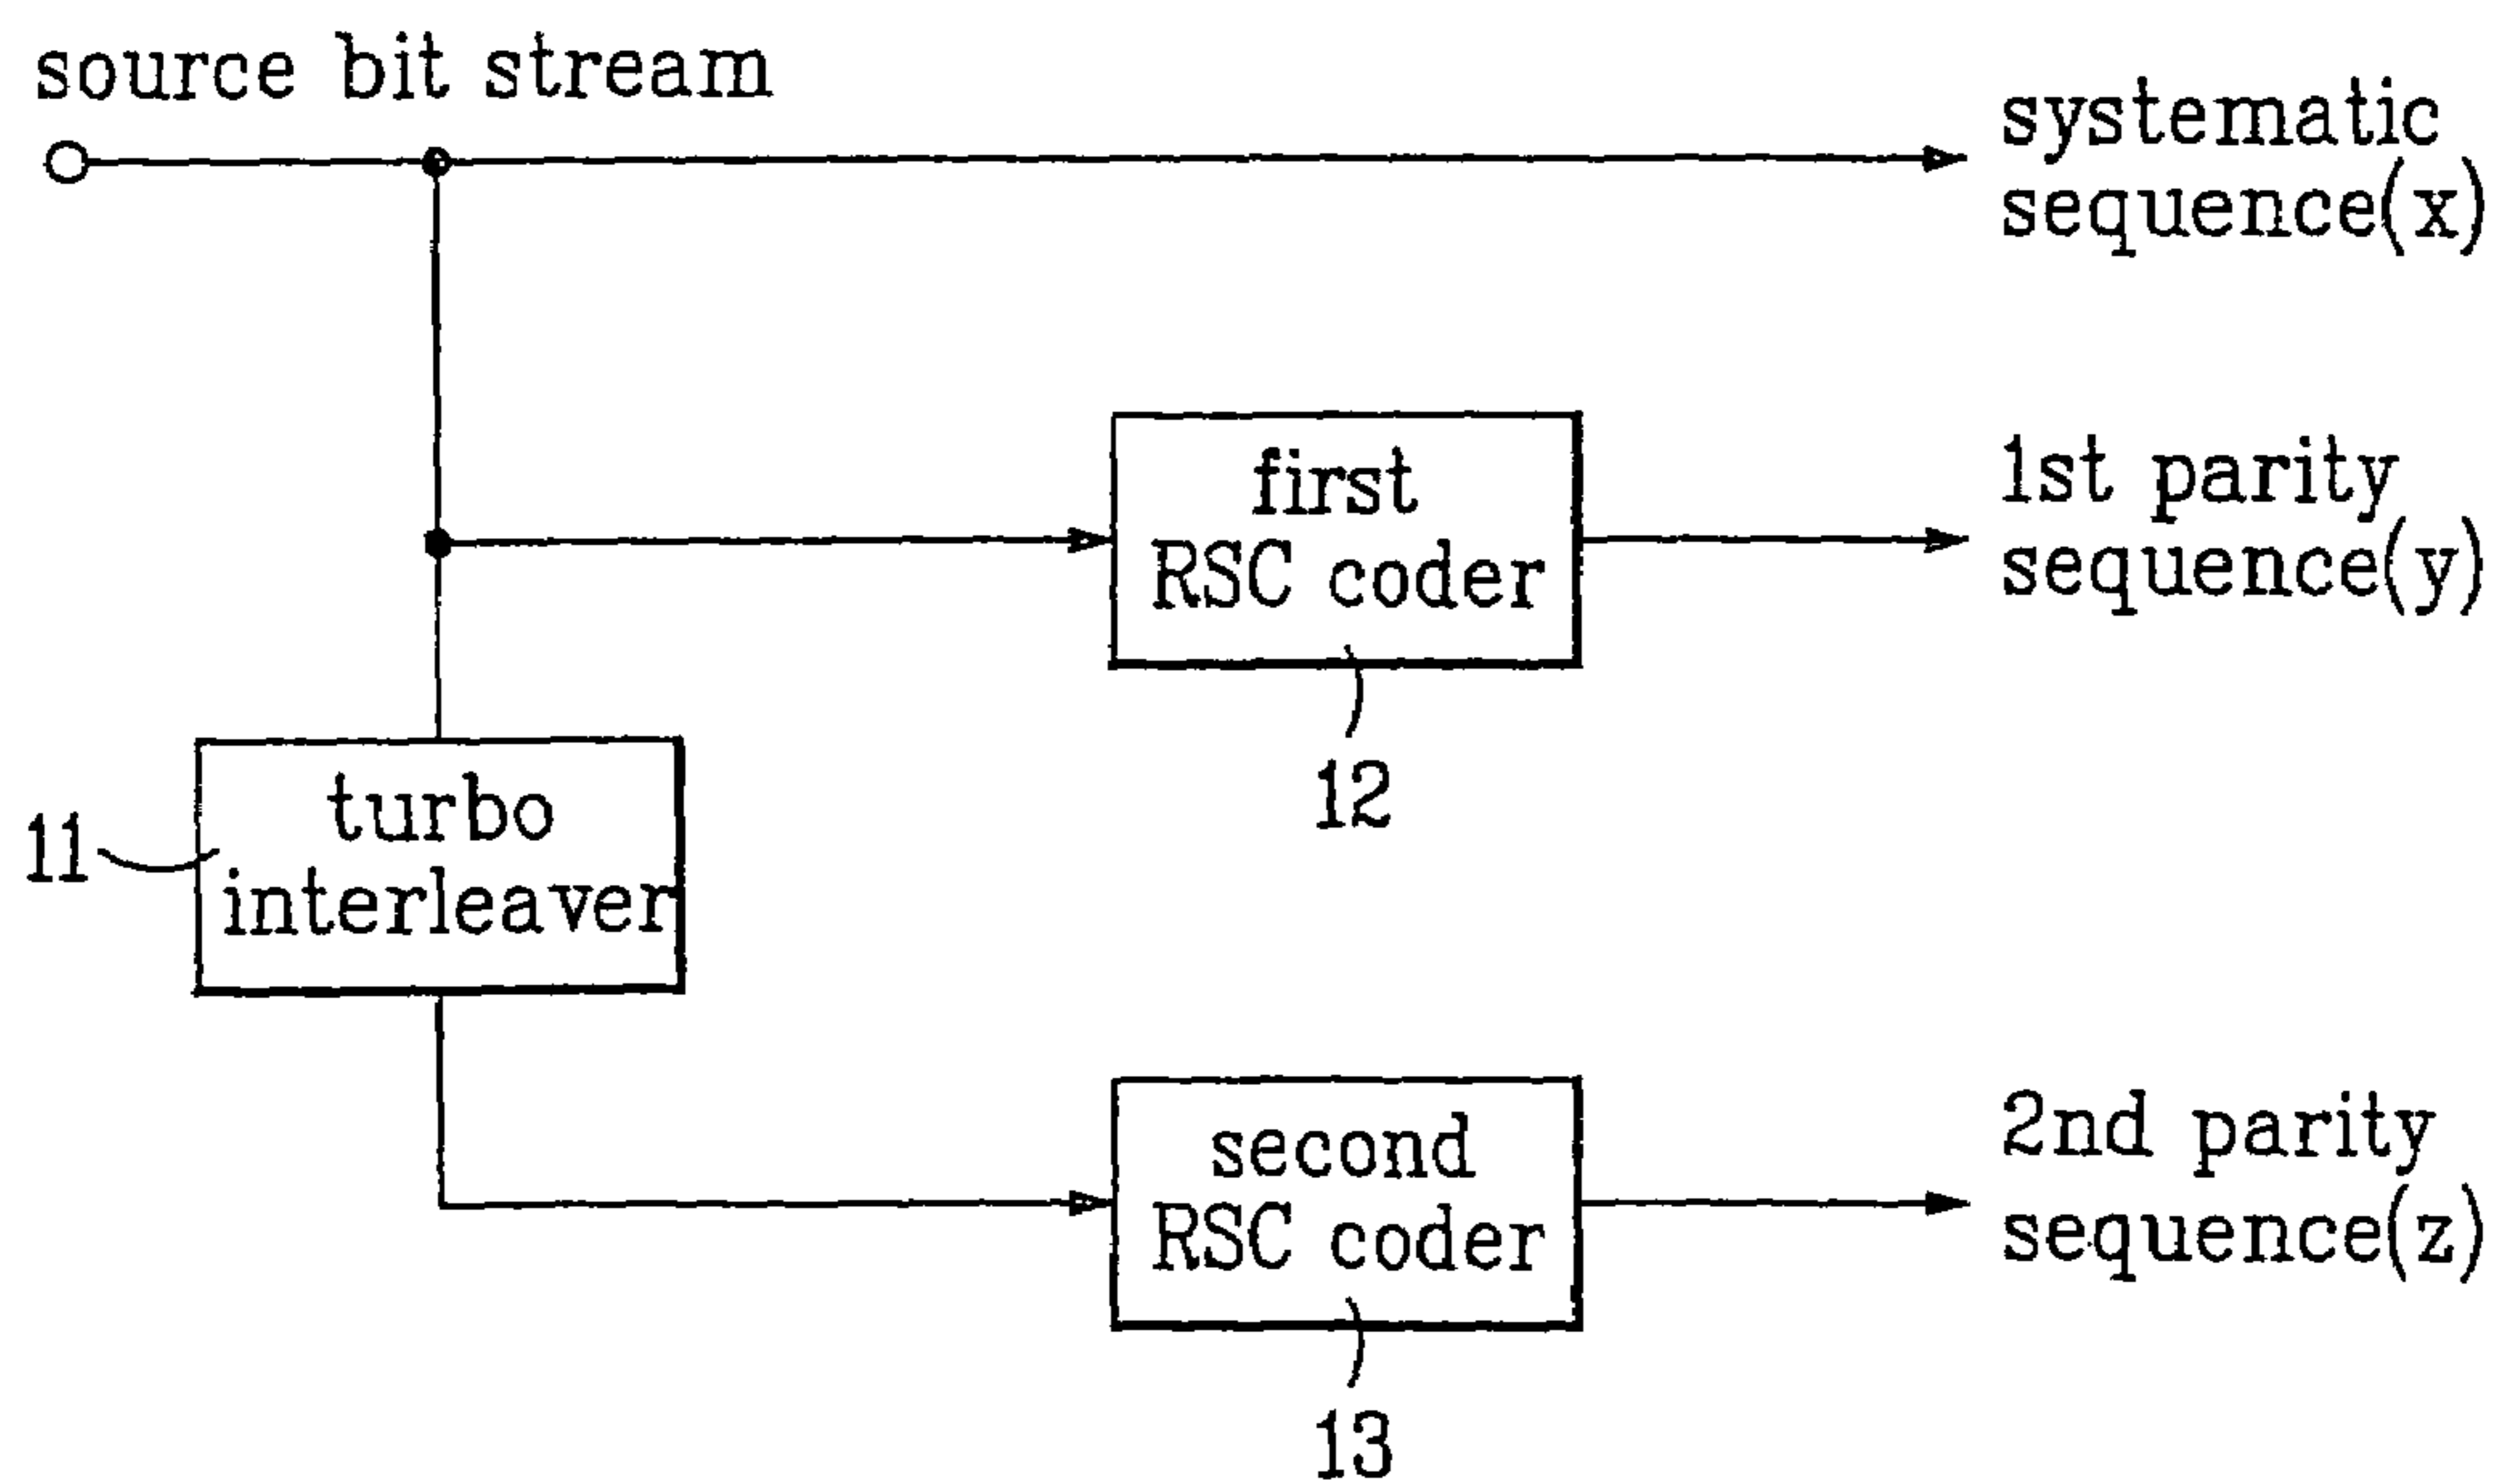 source bit stream
systematic
sequence(x)
first
RSC coder
1st parity
sequence(y)
12
turbo
interleaver
11
second
RSC coder
2nd parity
sequence(z)
13